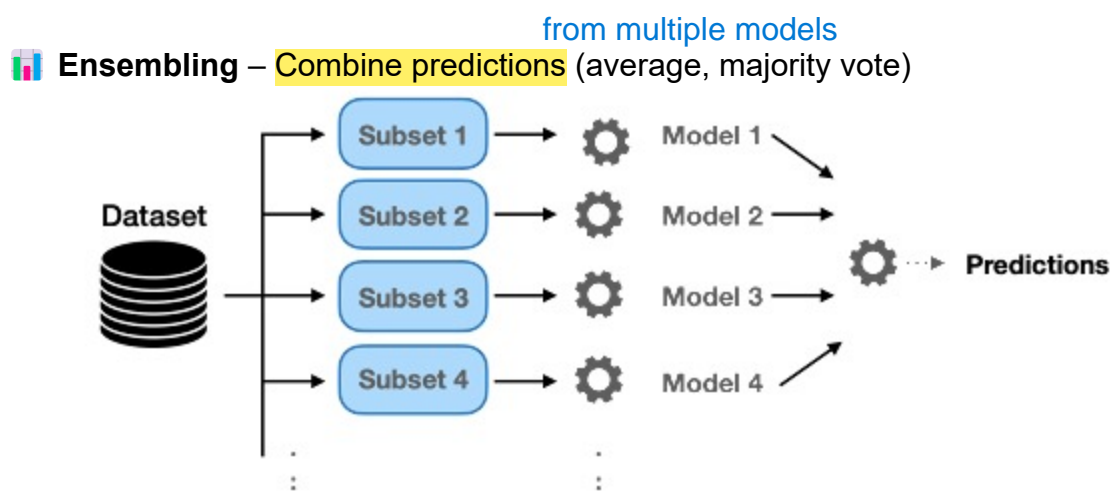 from multiple models
Ensembling – Combine predictions (average, majority vote)
Subset 1
Model 1
Dataset
Subset 2
Model 2
Predictions
Subset 3
Model 3
Subset 4
Model 4